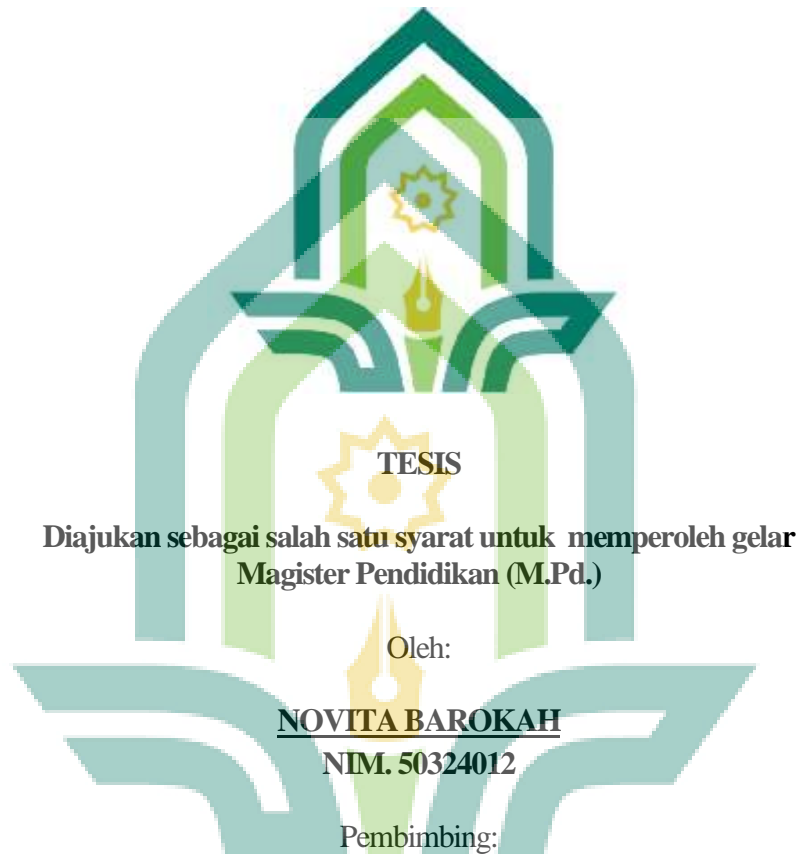 TESIS
Diajukan sebagai salah satu syarat untuk memperoleh gelar
Magister Pendidikan (M.Pd.)
Oleh:
NOVITA BAROKAH
NIM. 50324012
Pembimbing: